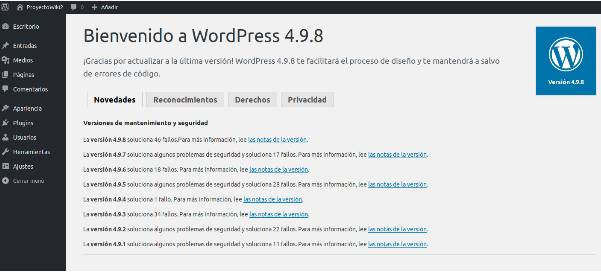 ProyectoWiki2 0 + Añadir
Escritorio
Entradas
Medios
Páginas
Comentarios
Apariencia
Plugins
Usuarios
Herramientas
Ajustes
Cerrar menú
Bienvenido a WordPress 4.9.8
¡Gracias por actualizar a la última versión! WordPress 4.9.8 te facilitará el proceso de diseño y te mantendrá a salvo
de errores de código.
Versión 4.9.8
Novedades Reconocimientos Derechos Privacidad
Versiones de mantenimiento y seguridad
La versión 4.9.8 soluciona 46 fallos.Para más información, lee las notas de la versión.
La versión 4.9.7 soluciona algunos problemas de seguridad y soluciona 17 fallos. Para más información, lee las notas de la versión.
La versión 4.9.6 soluciona 18 fallos. Para más información, lee las notas de la versión.
La versión 4.9.5 soluciona algunos problemas de seguridad y soluciona 28 fallos. Para más información, lee las notas de la versión.
La versión 4.9.4 soluciona 1 fallo. Para más información, lee las notas de la versión.
La versión 4.9.3 soluciona 34 fallos. Para más información, lee las notas de la versión.
La versión 4.9.2 soluciona algunos problemas de seguridad y soluciona 22 fallos. Para más información, lee las notas de la versión.
La versión 4.9.1 soluciona algunos problemas de seguridad y soluciona 11 fallos. Para más información, lee las notas de la versión.